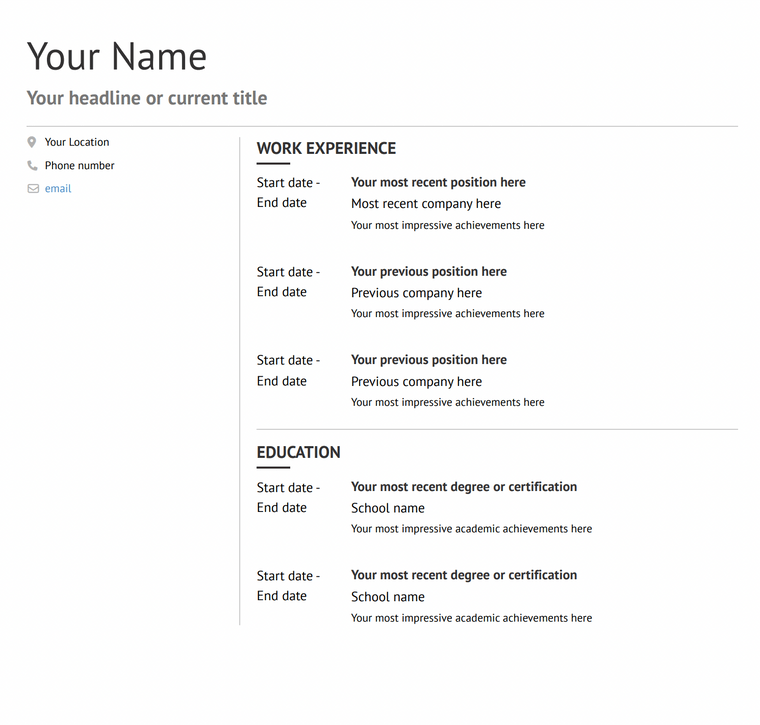 Your Name
Your headline or current title
Your Location
Phone number
email
WORK EXPERIENCE
Start date -
End date
Your most recent position here
Most recent company here
Your most impressive achievements here
Start date -
End date
Your previous position here
Previous company here
Your most impressive achievements here
Start date -
End date
Your previous position here
Previous company here
Your most impressive achievements here
EDUCATION
Start date -
End date
Your most recent degree or certification
School name
Your most impressive academic achievements here
Start date -
End date
Your most recent degree or certification
School name
Your most impressive academic achievements here